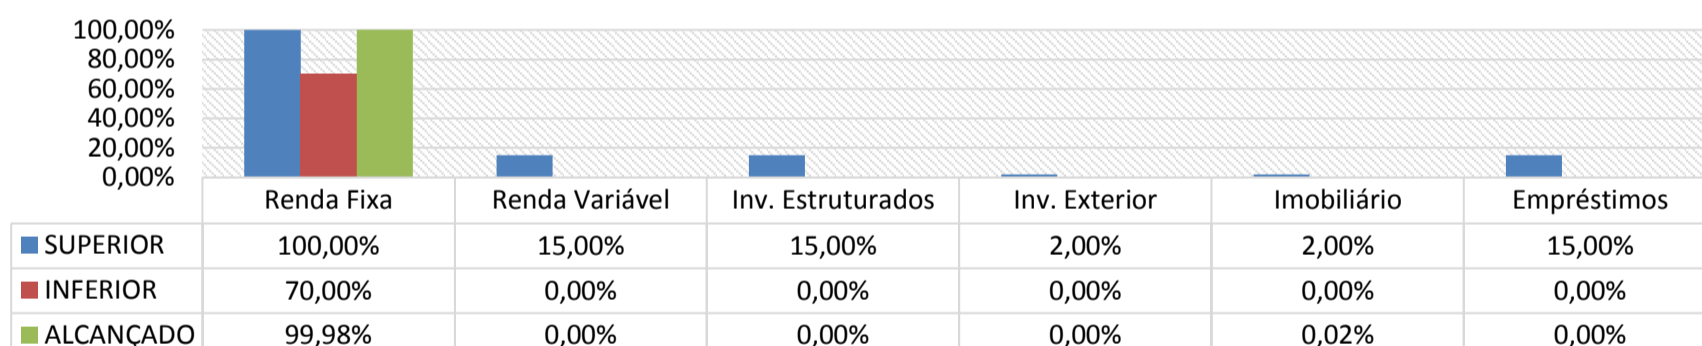 100,00%
80,00%
60,00%
40,00%
20,00%
0,00%
Renda Fixa Renda Variável Inv. Estruturados Inv. Exterior Imobiliário Empréstimos
SUPERIOR 100,00% 15,00% 15,00% 2,00% 2,00% 15,00%
INFERIOR 70,00% 0,00% 0,00% 0,00% 0,00% 0,00%
ALCANÇADO 99,98% 0,00% 0,00% 0,00% 0,02% 0,00%